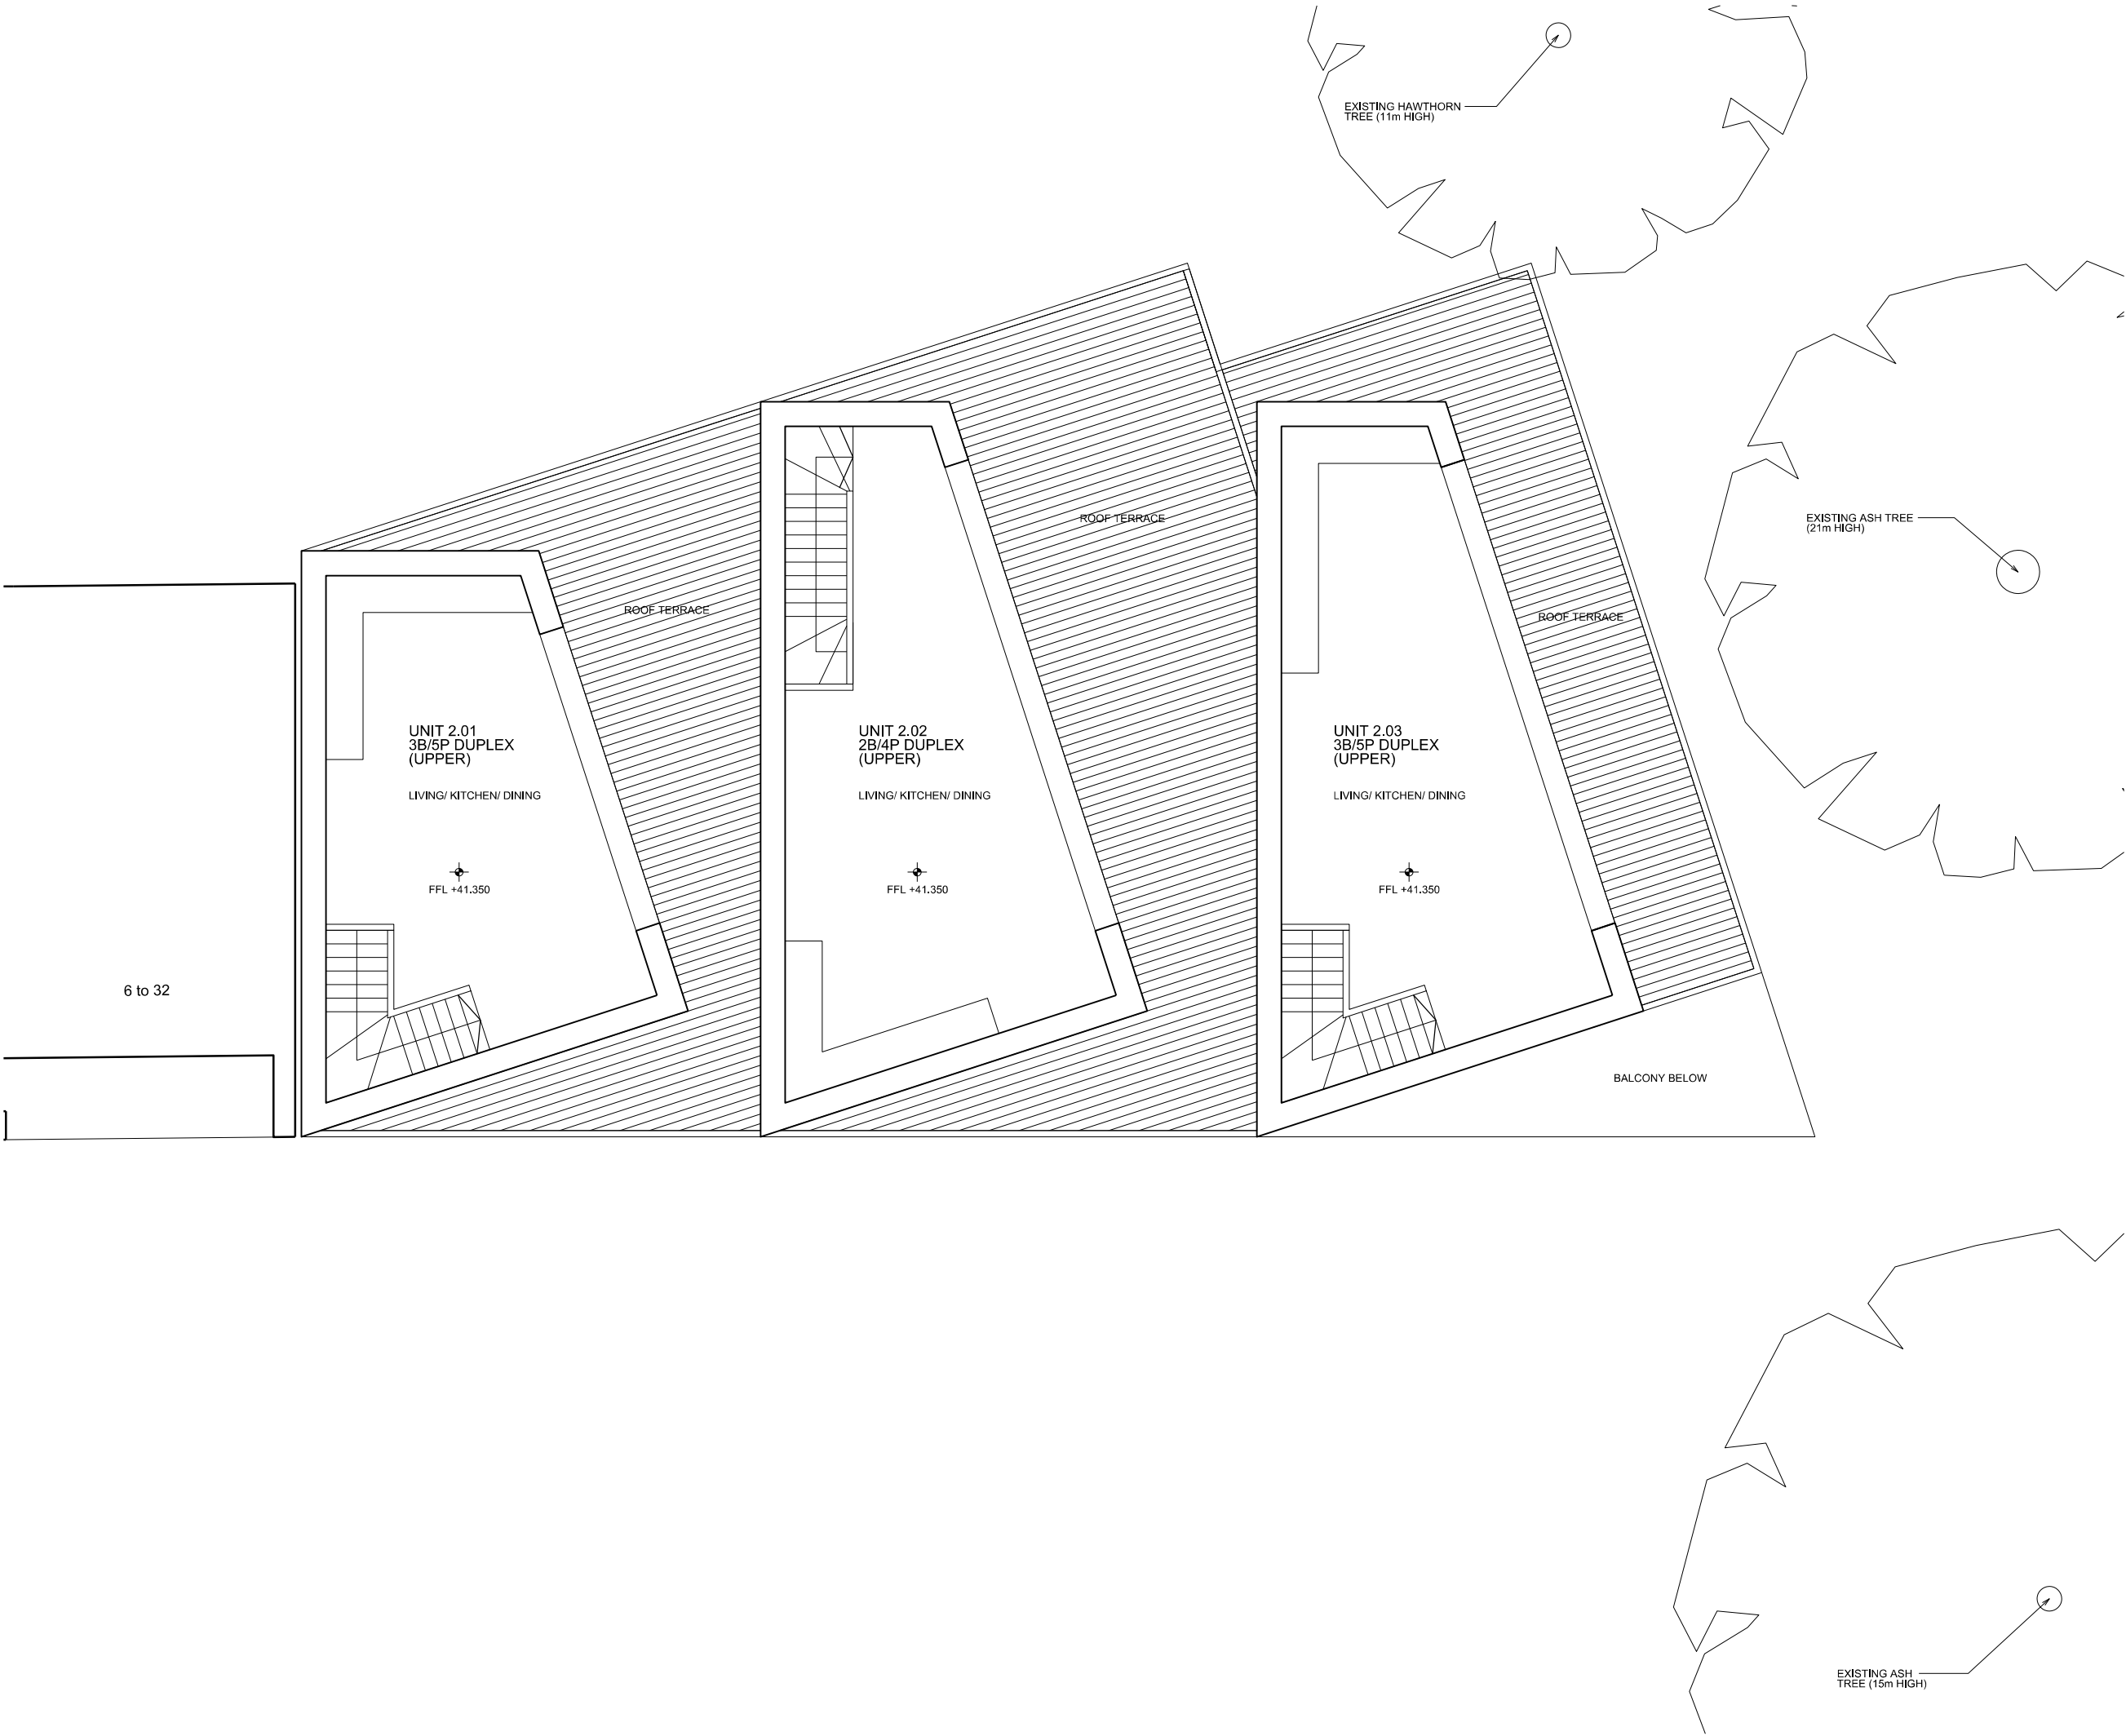 EXISTING HAWTHORN
TREE (11m HIGH)
EXISTING ASH TREE
(21m HIGH)
ROOF TERRACE
ROOF TERRACE
ROOF TERRACE
UNIT 2.01
3B/5P DUPLEX
(UPPER)
LIVING/ KITCHEN/ DINING
FFL +41.350
UNIT 2.02
2B/4P DUPLEX
(UPPER)
LIVING/ KITCHEN/ DINING
FFL +41.350
UNIT 2.03
3B/5P DUPLEX
(UPPER)
LIVING/ KITCHEN/ DINING
FFL +41.350
6 to 32
BALCONY BELOW
EXISTING ASH
TREE (15m HIGH)